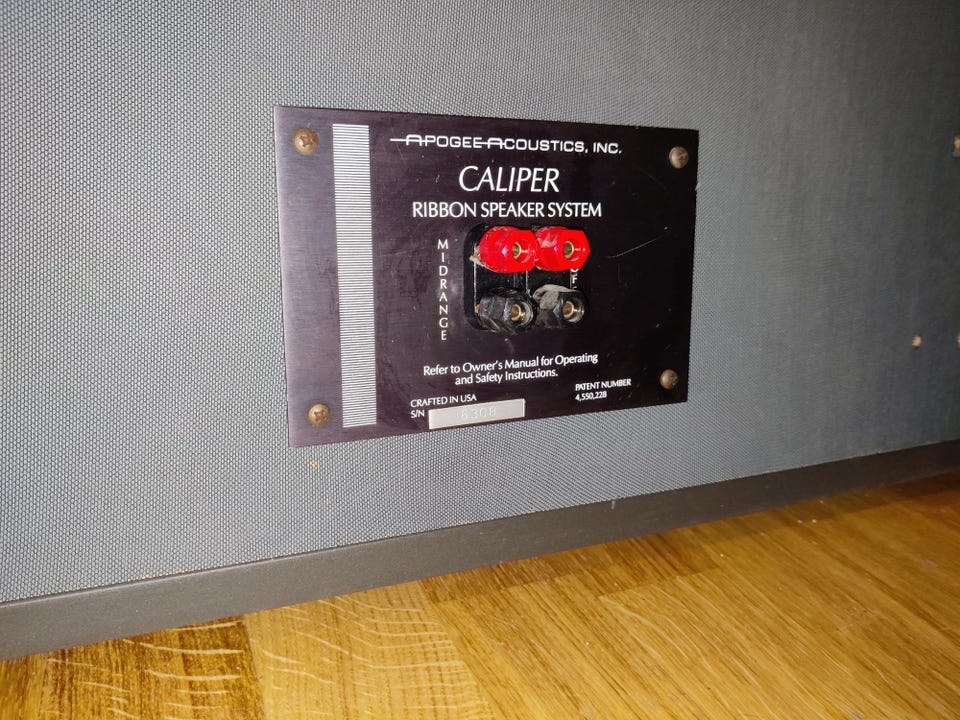 APOGEE ACOUSTICS, INC.
CALIPER
RIBBON SPEAKER SYSTEM
MIDRANGE
Refer to Owner's Manual for Operating
and Safety Instructions.
CRAFTED IN USA
S/N 6308
PATENT NUMBER
4,550,228